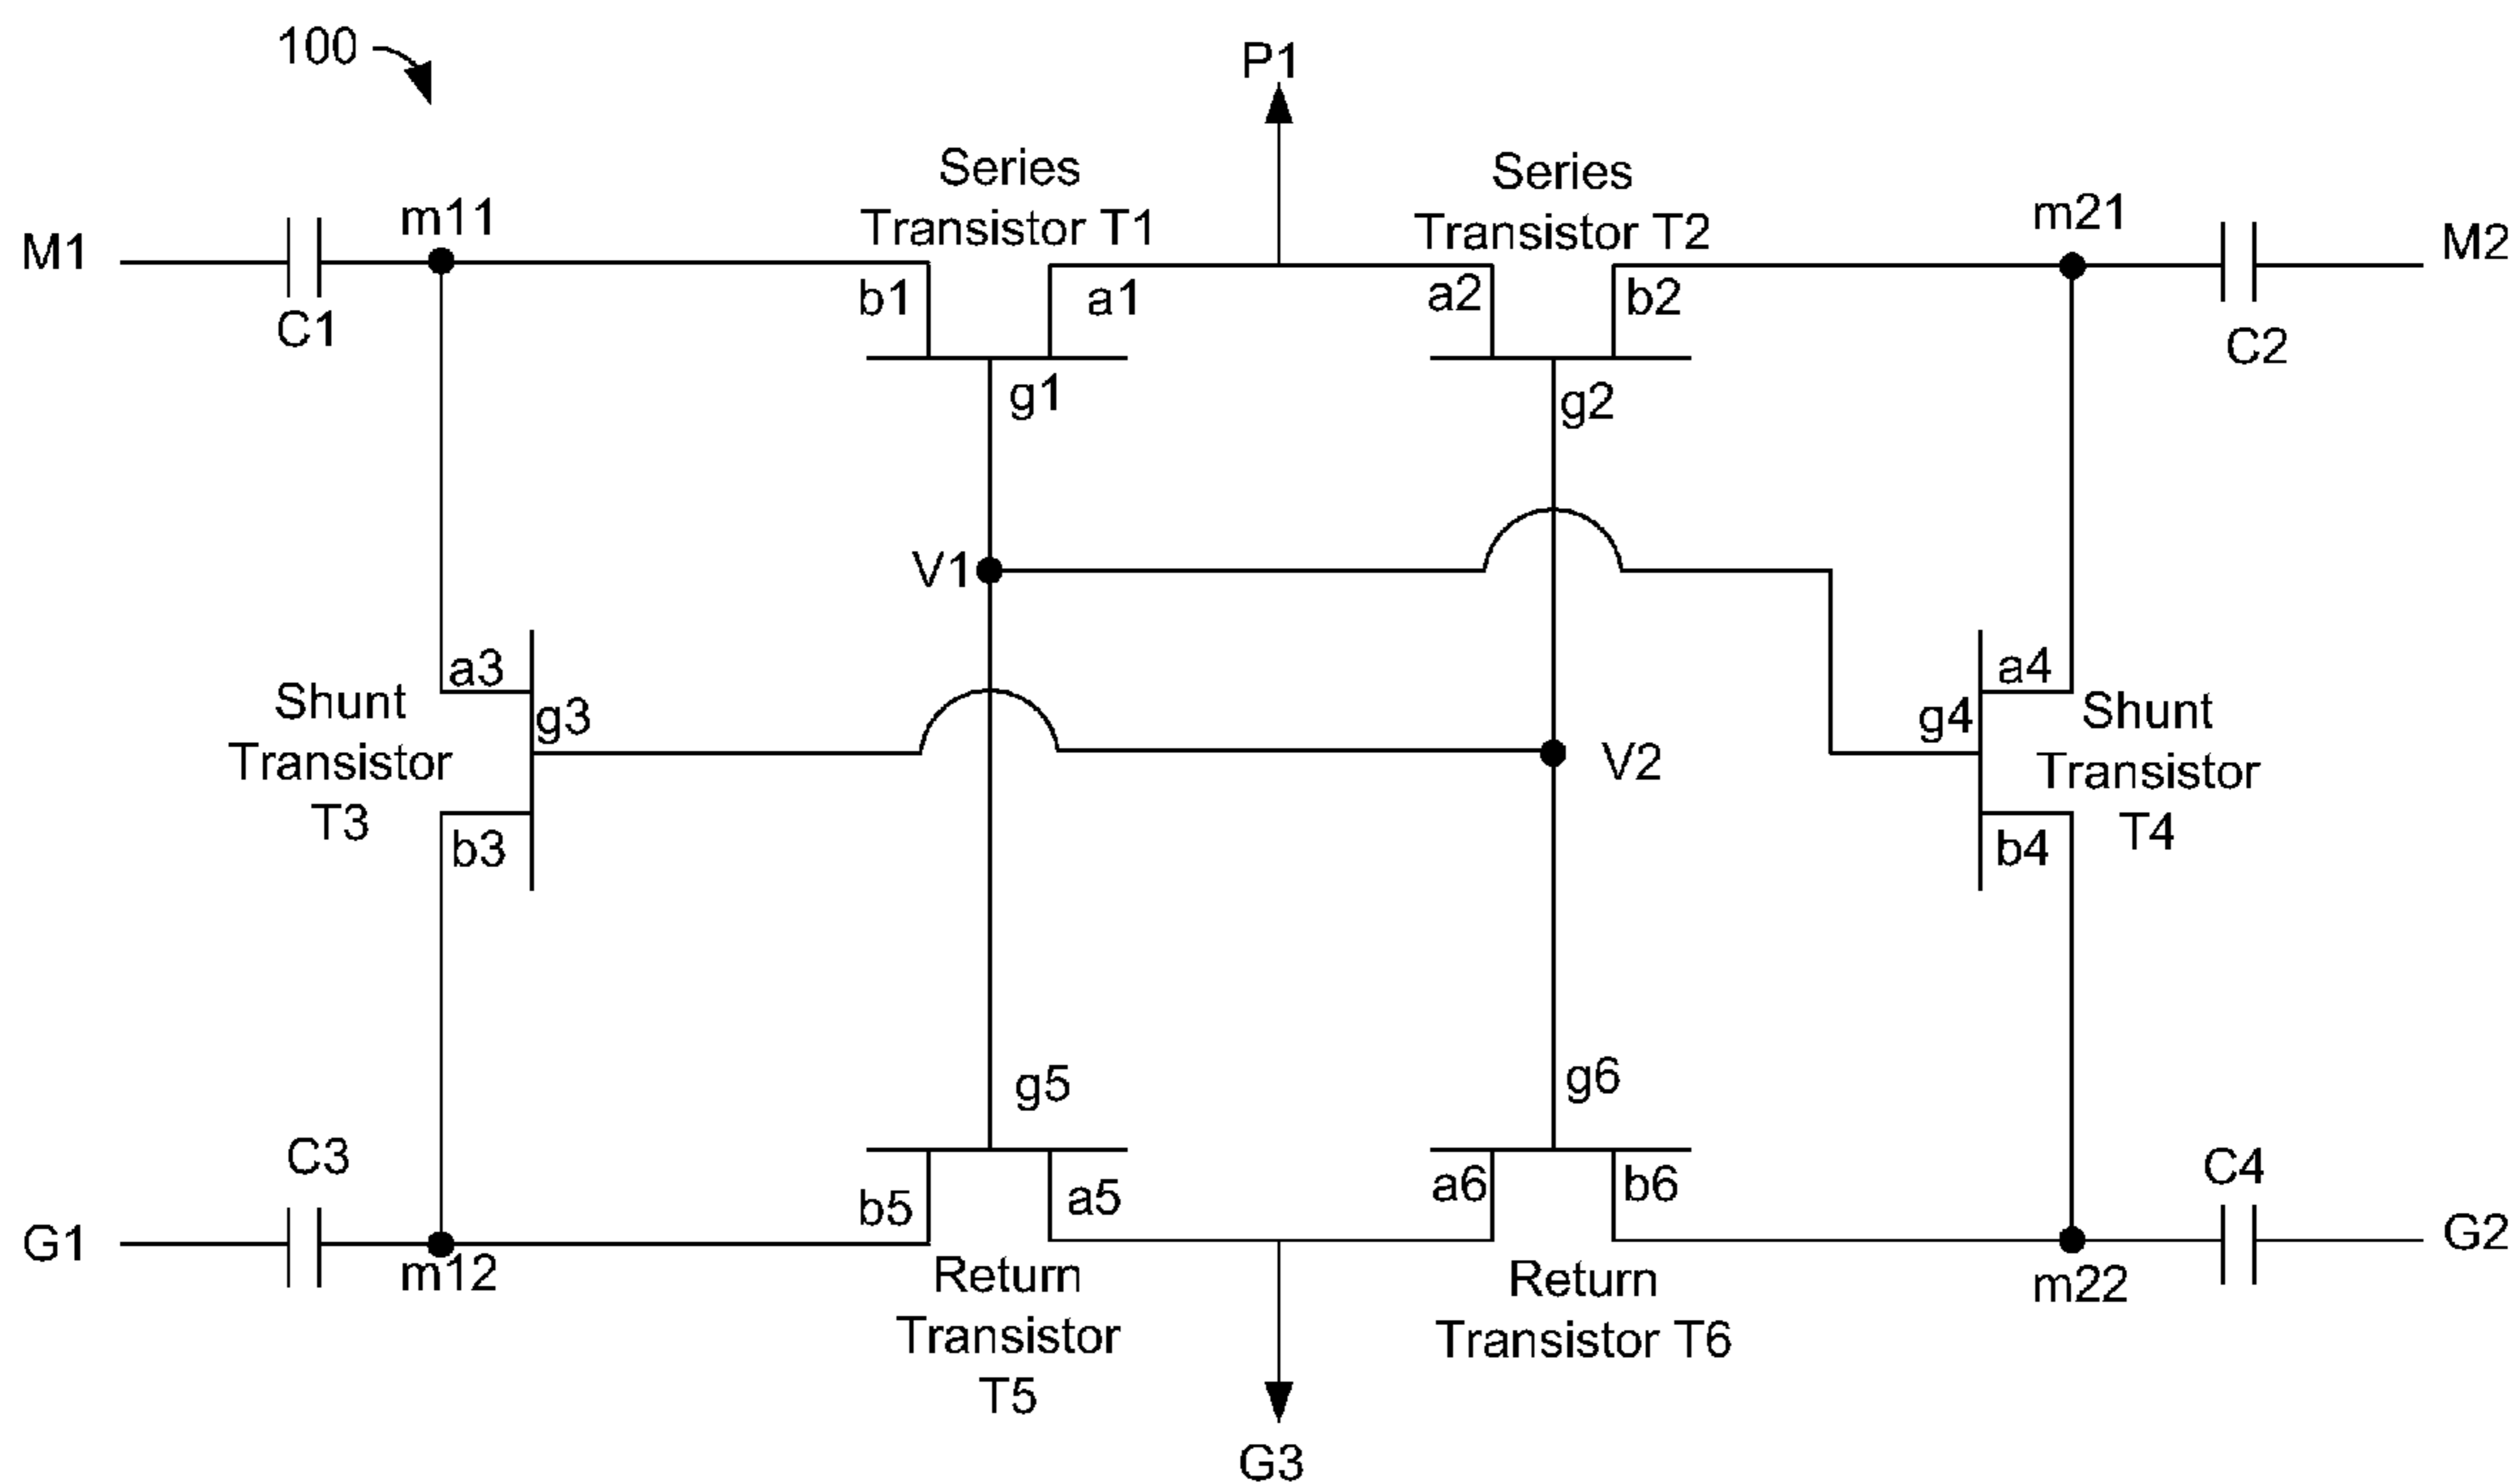 100
P1
Series
Transistor T1
Series
Transistor T2
M1
m11
m21
M2
C1
b1
a1
a2
b2
C2
g1
g2
V1
Shunt
Transistor
T3
a3
g3
b3
V2
g4
a4
b4
Shunt
Transistor
T4
g5
g6
C3
b5
a5
a6
b6
C4
G1
m12
Return
Transistor
T5
Return
Transistor T6
m22
G2
G3